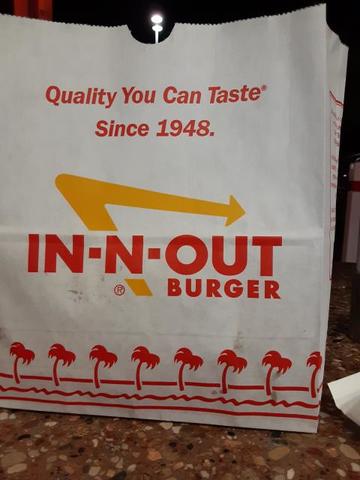 Quality You Can Taste®
Since 1948.
IN-N-OUT
® BURGER